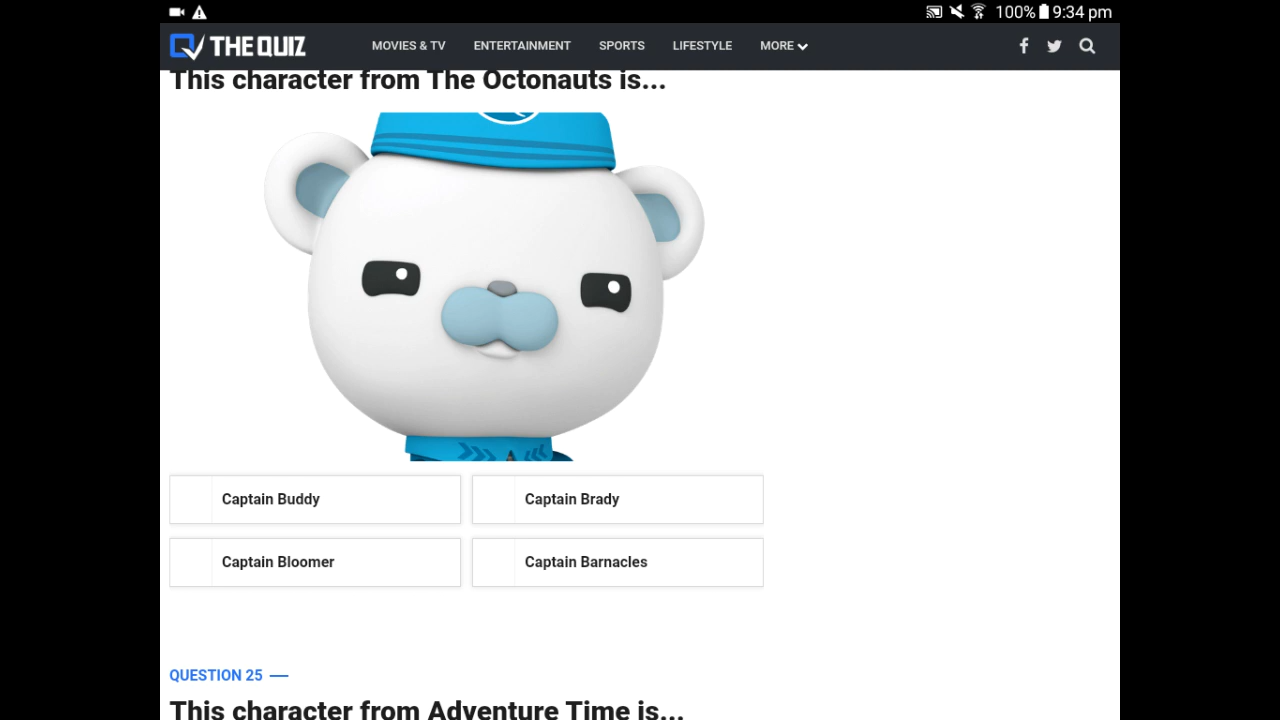 100% 9:34 pm
THE QUIZ MOVIES & TV ENTERTAINMENT SPORTS LIFESTYLE MORE
This character from The Octonauts is...
Captain Buddy
Captain Brady
Captain Bloomer
Captain Barnacles
QUESTION 25
This character from Adventure Time is...